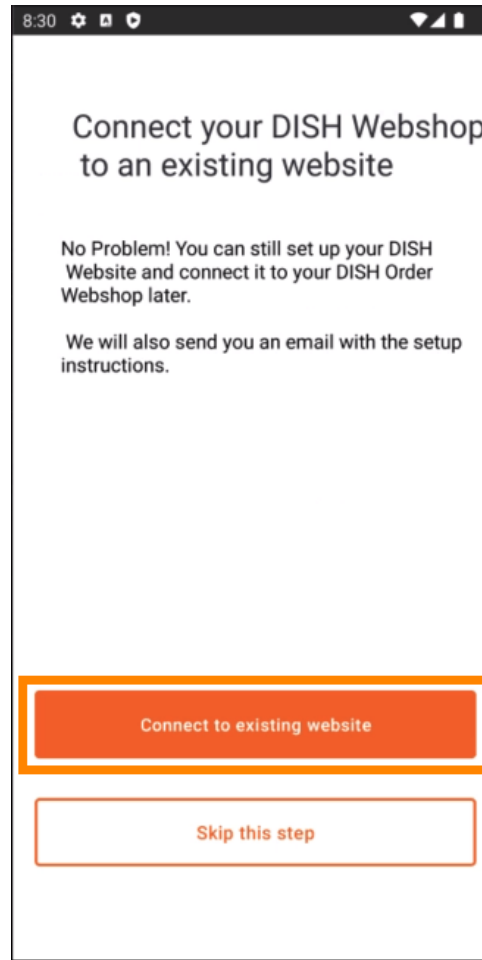 8:30
Connect your DISH Webshop
to an existing website
No Problem! You can still set up your DISH
Website and connect it to your DISH Order
Webshop later.
We will also send you an email with the setup
instructions.
Connect to existing website
Skip this step